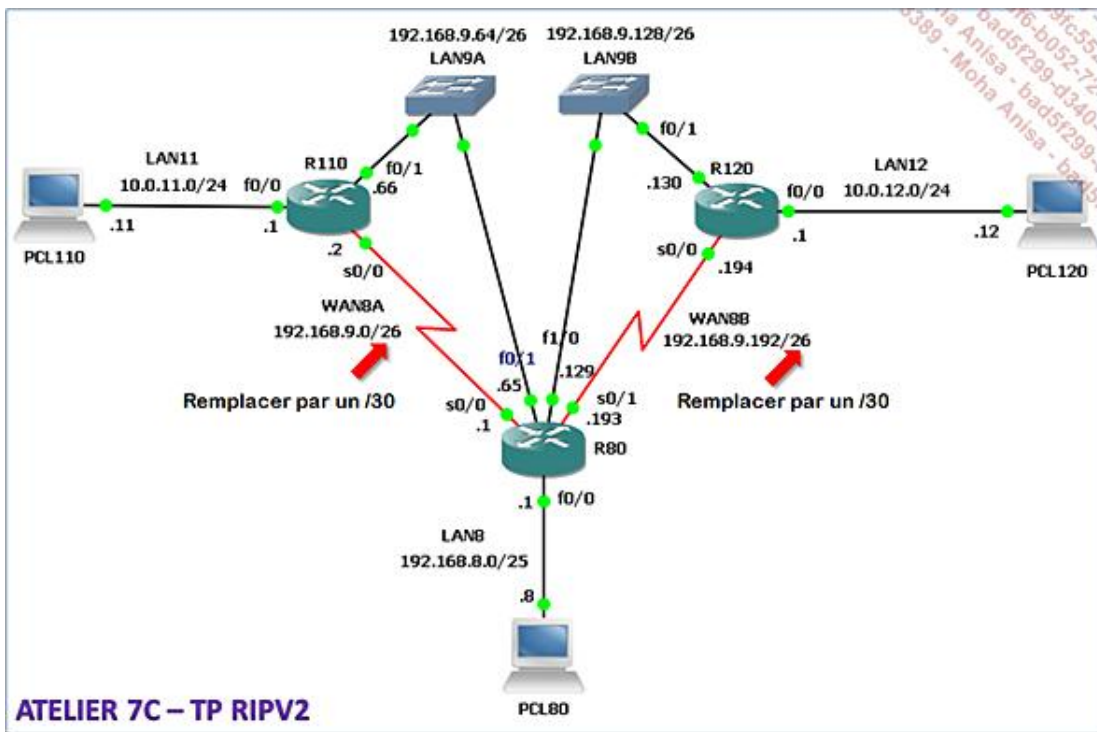 192.168.9.64/26
192.168.9.128/26
LAN9A
LAN9B
LAN11
10.0.11.0/24
R110
f0/1
f0/0
.66
.11
.1
.2
s0/0
PCL110
f0/1
R120
LAN12
10.0.12.0/24
f0/0
.130
.1
.12
s0/0
.194
PCL120
WAN8A
192.168.9.0/26
WAN8B
192.168.9.192/26
f0/1
f1/0
.65
.129
Remplacer par un /30
Remplacer par un /30
s0/0
.1
s0/1
.193
R80
.1
f0/0
LAN8
192.168.8.0/25
.8
PCL80
ATELIER 7C – TP RIPV2
Moha Anisa - bad5f299-